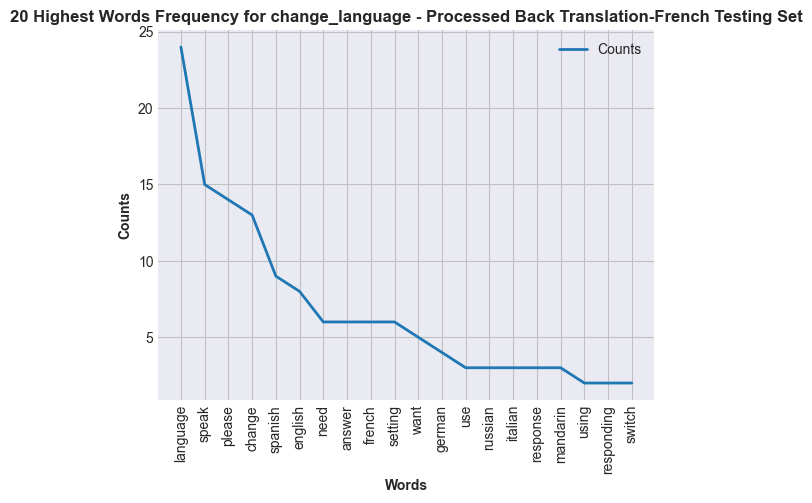 20 Highest Words Frequency for change_language - Processed Back Translation-French Testing Set
Counts
25
20
15
10
5
Counts
language
speak
please
change
spanish
english
need
answer
french
setting
want
german
use
russian
italian
response
mandarin
using
responding
switch
Words